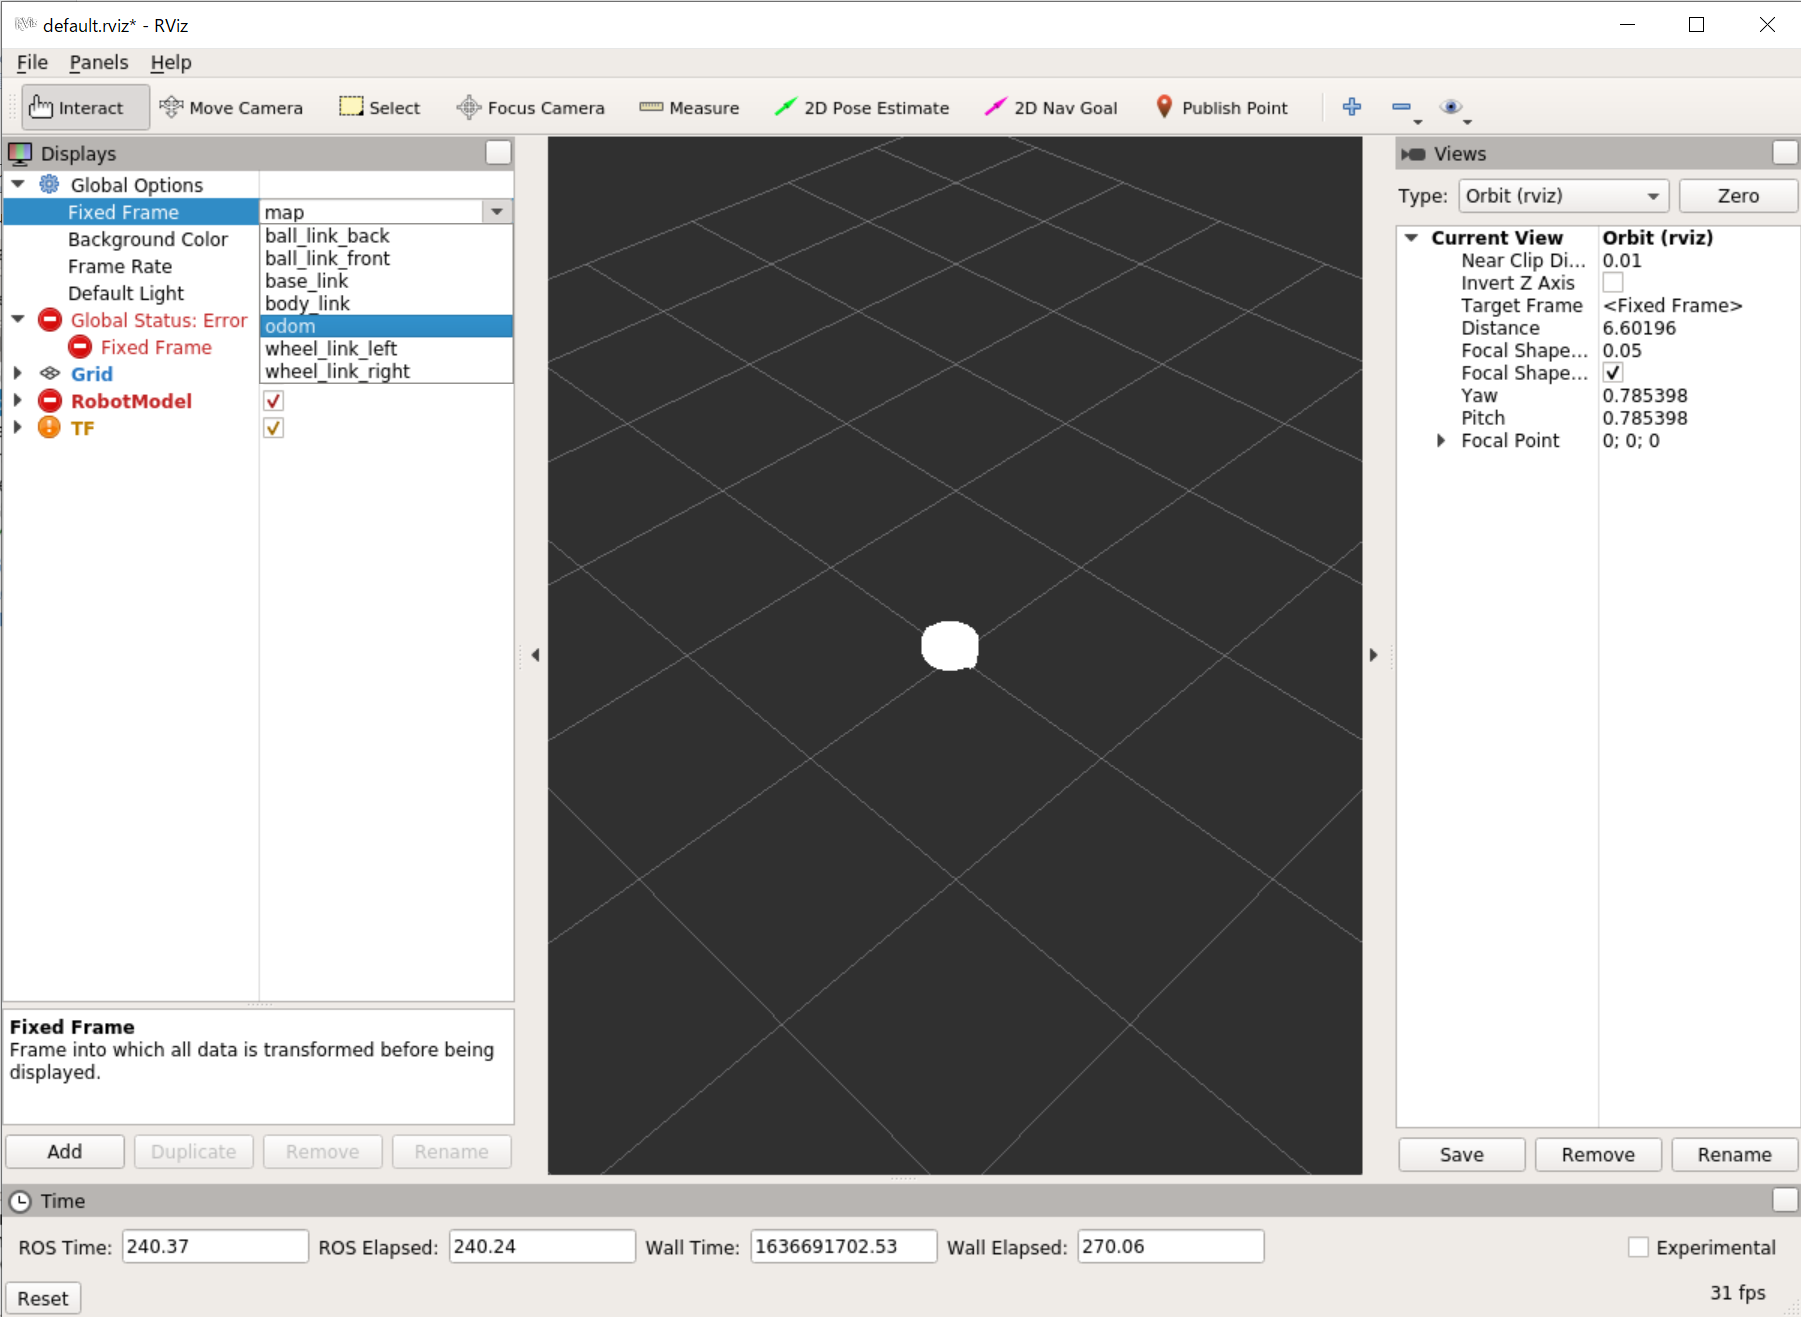 default.rviz* - RViz
File Panels Help
Interact Move Camera Select Focus Camera Measure 2D Pose Estimate 2D Nav Goal Publish Point
Displays
Global Options
Fixed Frame map
Background Color
Frame Rate
Default Light
Global Status: Error
Fixed Frame
Grid
RobotModel
TF
ball_link_back
ball_link_front
base_link
body_link
odom
wheel_link_left
wheel_link_right
Fixed Frame
Frame into which all data is transformed before being
displayed.
Add Duplicate Remove Rename
Views
Type: Orbit (rviz) Zero
Current View Orbit (rviz)
Near Clip Di... 0.01
Invert Z Axis
Target Frame <Fixed Frame>
Distance 6.60196
Focal Shape... 0.05
Focal Shape...
Yaw 0.785398
Pitch 0.785398
Focal Point 0; 0; 0
Save Remove Rename
Time
ROS Time: 240.37 ROS Elapsed: 240.24 Wall Time: 1636691702.53 Wall Elapsed: 270.06 Experimental
Reset 31 fps